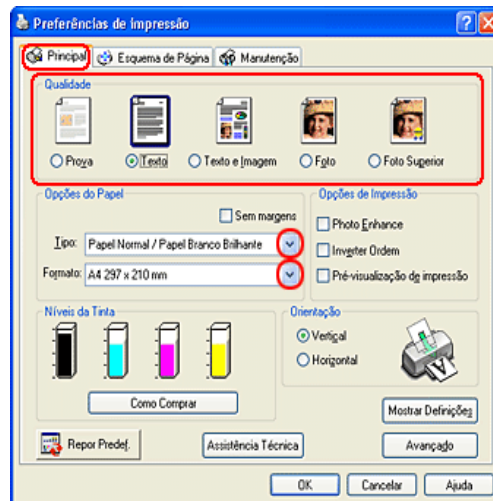 Preferências de impressão
Principal Esquema de Página Manutenção
Qualidade
Prova Texto Texto e Imagem Foto Foto Superior
Opções do Papel
Sem margens
Tipo: Papel Normal / Papel Branco Brilhante
Formato: A4 297 x 210 mm
Opções de Impressão
Photo Enhance
Inverter Ordem
Pré-visualização de impressão
Níveis da Tinta
Como Comprar
Orientação
Vertical
Horizontal
Mostrar Definições
Repor Predef. Assistência Técnica Avançado
OK Cancelar Ajuda